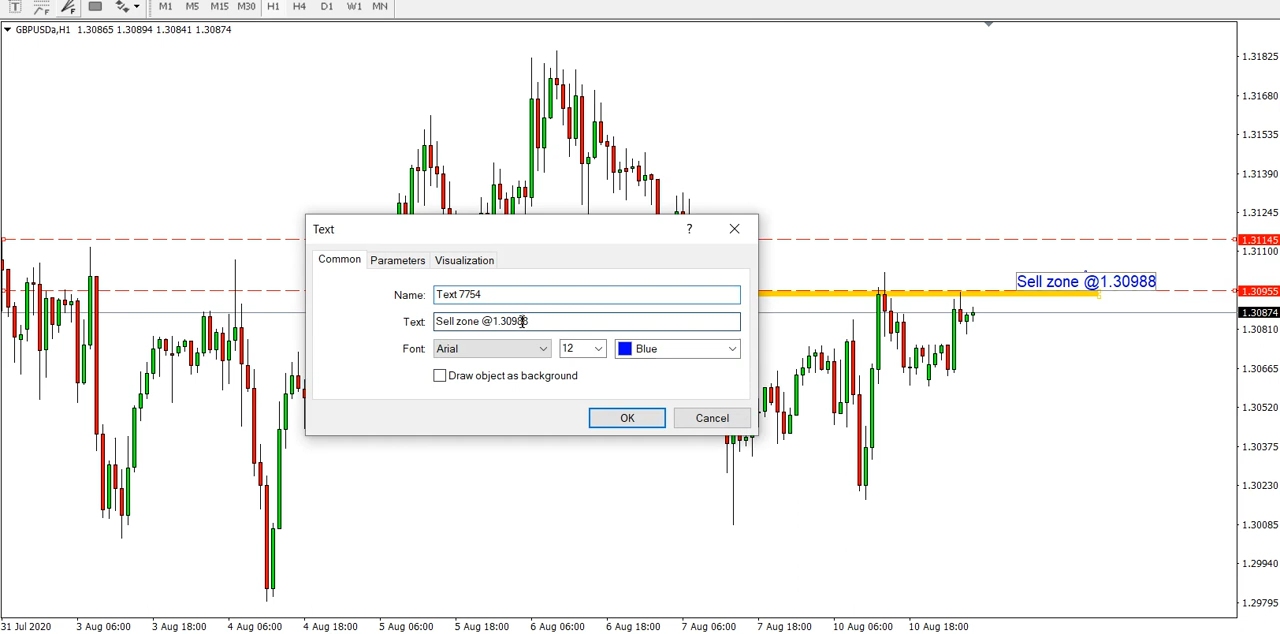 M1 M5 M15 M30 H1 H4 D1 W1 MN
GBPUSDa,H1 1.30865 1.30894 1.30841 1.30874
1.31825
1.31680
1.31535
1.31390
1.31245
1.31145
1.31100
1.30955
1.30874
1.30810
1.30665
1.30520
1.30375
1.30230
1.30085
1.29940
1.29795
Sell zone @1.30988
Text ?
Common Parameters Visualization
Name: Text 7754
Text: Sell zone @1.30988
Font: Arial 12 Blue
Draw object as background
OK Cancel
31 Jul 2020 3 Aug 06:00 3 Aug 18:00 4 Aug 06:00 4 Aug 18:00 5 Aug 06:00 5 Aug 18:00 6 Aug 06:00 6 Aug 18:00 7 Aug 06:00 7 Aug 18:00 10 Aug 06:00 10 Aug 18:00